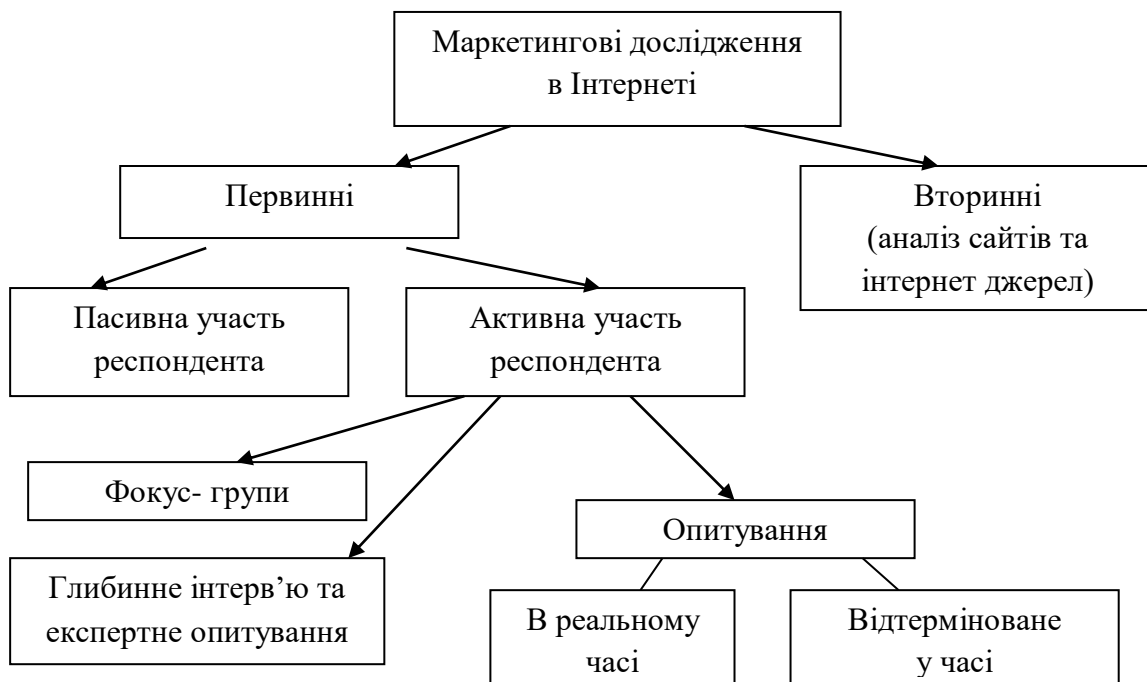 Маркетингові дослідження
в Інтернеті
Первинні
Вторинні
(аналіз сайтів та
інтернет джерел)
Пасивна участь
респондента
Активна участь
респондента
Фокус- групи
Опитування
Глибинне інтерв’ю та
експертне опитування
В реальному
часі
Відтерміноване
у часі